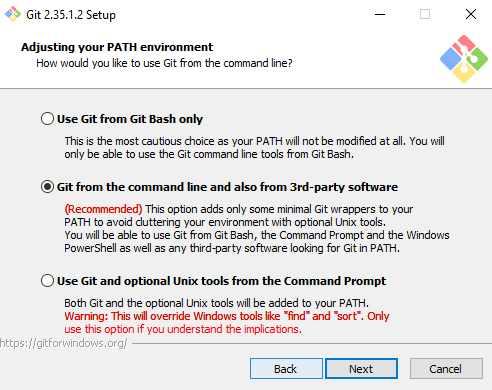 Git 2.35.1.2 Setup
Adjusting your PATH environment
How would you like to use Git from the command line?
Use Git from Git Bash only
This is the most cautious choice as your PATH will not be modified at all. You will
only be able to use the Git command line tools from Git Bash.
Git from the command line and also from 3rd-party software
(Recommended) This option adds only some minimal Git wrappers to your
PATH to avoid cluttering your environment with optional Unix tools.
You will be able to use Git from Git Bash, the Command Prompt and the Windows
PowerShell as well as any third-party software looking for Git in PATH.
Use Git and optional Unix tools from the Command Prompt
Both Git and the optional Unix tools will be added to your PATH.
Warning: This will override Windows tools like "find" and "sort". Only
use this option if you understand the implications.
https://gitforwindows.org/
Back Next Cancel